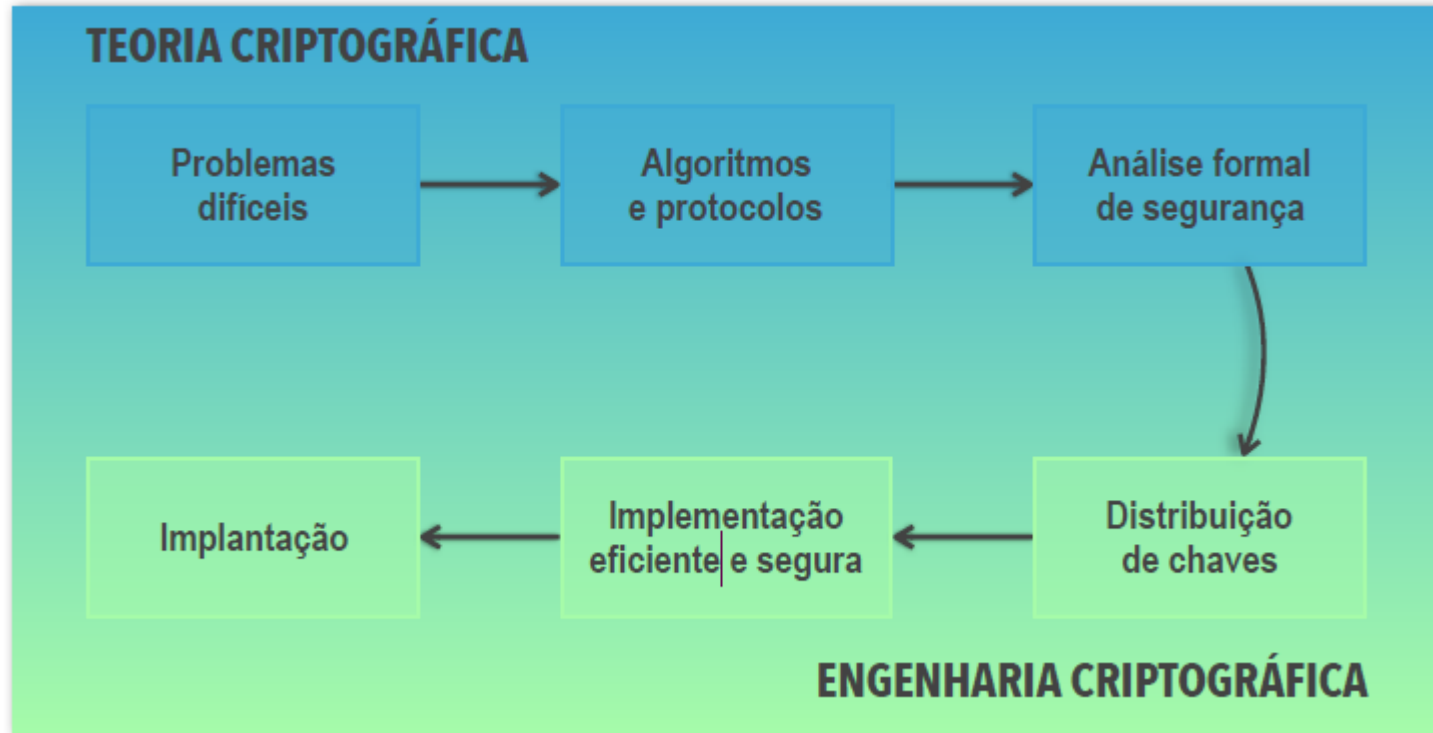 TEORIA CRIPTOGRÁFICA
Problemas
difíceis
Algoritmos
e protocolos
Análise formal
de segurança
Distribuição
de chaves
Implementação
eficiente e segura
Implantação
ENGENHARIA CRIPTOGRÁFICA